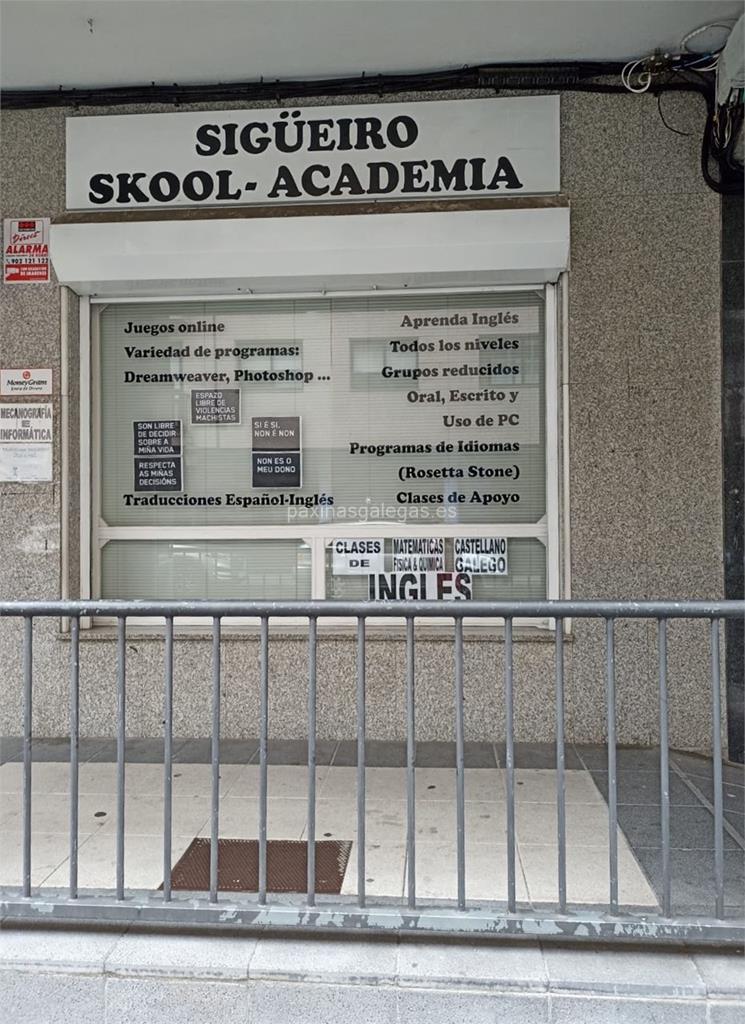 SIGÜEIRO
SKOOL - ACADEMIA
Direct
ALARMA
902 121 122
MoneyGram
MECANOGRAFÍA
INFORMÁTICA
Juegos online
Variedad de programas:
Dreamweaver, Photoshop ...
ESPAZO
LIBRE DE
VIOLENCIAS
MACHISTAS
SON LIBRE
DE DECIDIR
SOBRE A
MIÑA VIDA
SI É SI,
NON É NON
RESPECTA
AS MIÑAS
DECISIÓNS
NON ES O
MEU DONO
Traducciones Español-Inglés
Aprenda Inglés
Todos los niveles
Grupos reducidos
Oral, Escrito y
Uso de PC
Programas de Idiomas
(Rosetta Stone)
Clases de Apoyo
paxinasgalegas.es
CLASES
DE
MATEMATICAS
FISICA & QUIMICA
CASTELLANO
GALEGO
INGLES